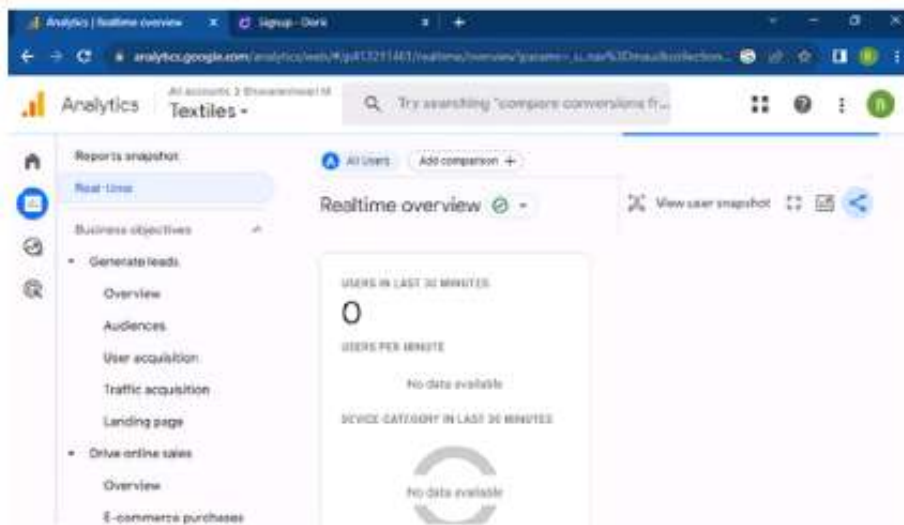 Analytics | Realtime overview
Signup - Dorik
analytics.google.com/analytics/web/
Analytics
All accounts >
Textiles
Try searching "compare conversions fr...
Reports snapshot
Real-time
All Users
Add comparison +
Realtime overview
View user snapshot
Business objectives
Generate leads
Overview
Audiences
User acquisition
Traffic acquisition
Landing page
Drive online sales
Overview
E-commerce purchases
USERS IN LAST 30 MINUTES
0
USERS PER MINUTE
No data available
DEVICE CATEGORY IN LAST 30 MINUTES
No data available